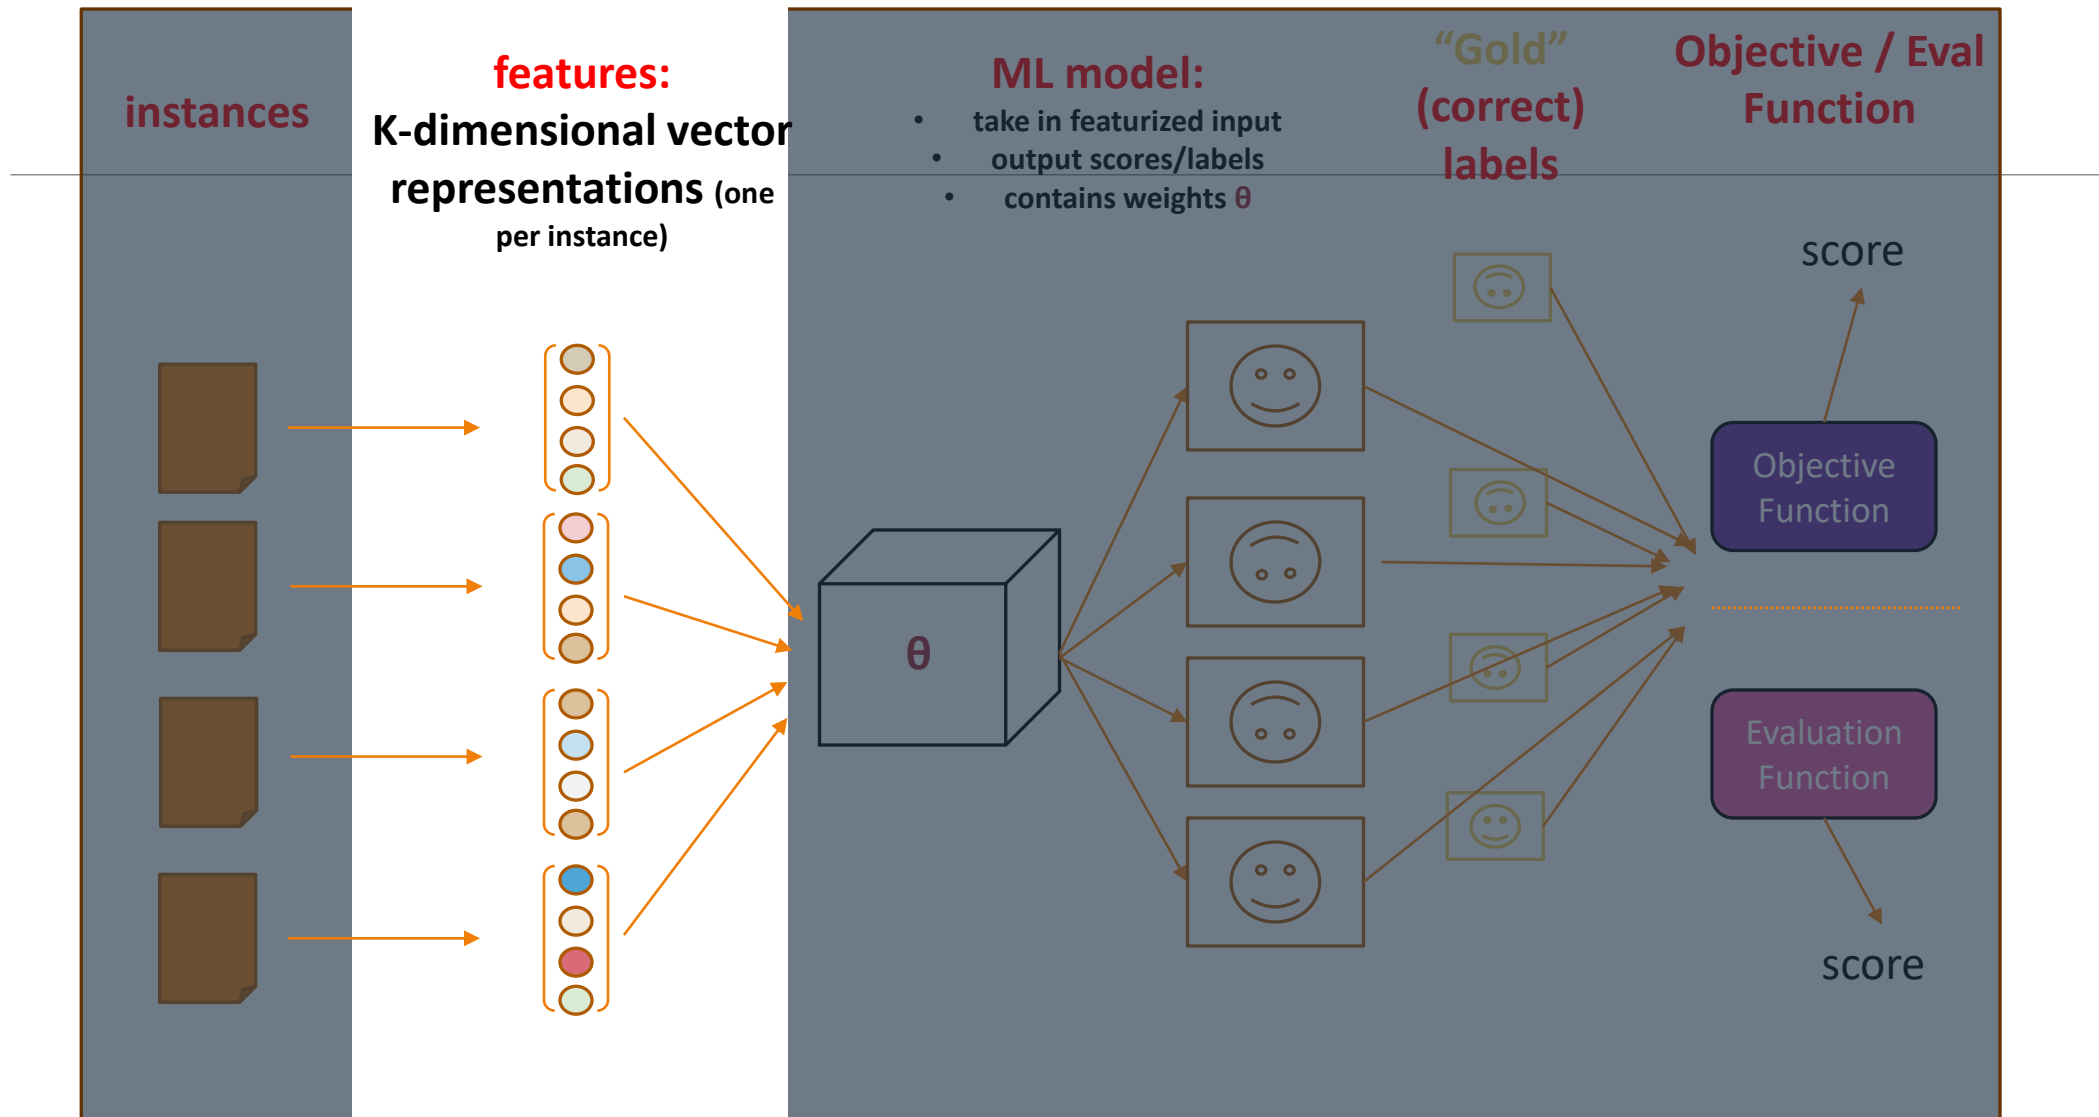 instances
features:
K-dimensional vector
representations (one
per instance)
ML model:
• take in featurized input
• output scores/labels
• contains weights θ
“Gold”
(correct)
labels
Objective / Eval
Function
score
θ
Objective
Function
Evaluation
Function
score